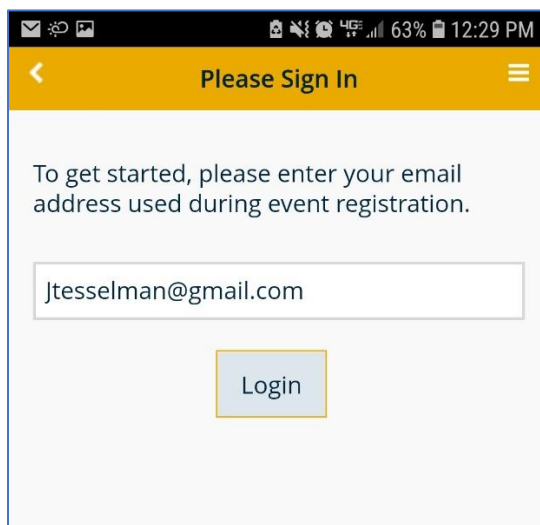 4G 63% 12:29 PM
Please Sign In
To get started, please enter your email
address used during event registration.
Jtesselman@gmail.com
Login